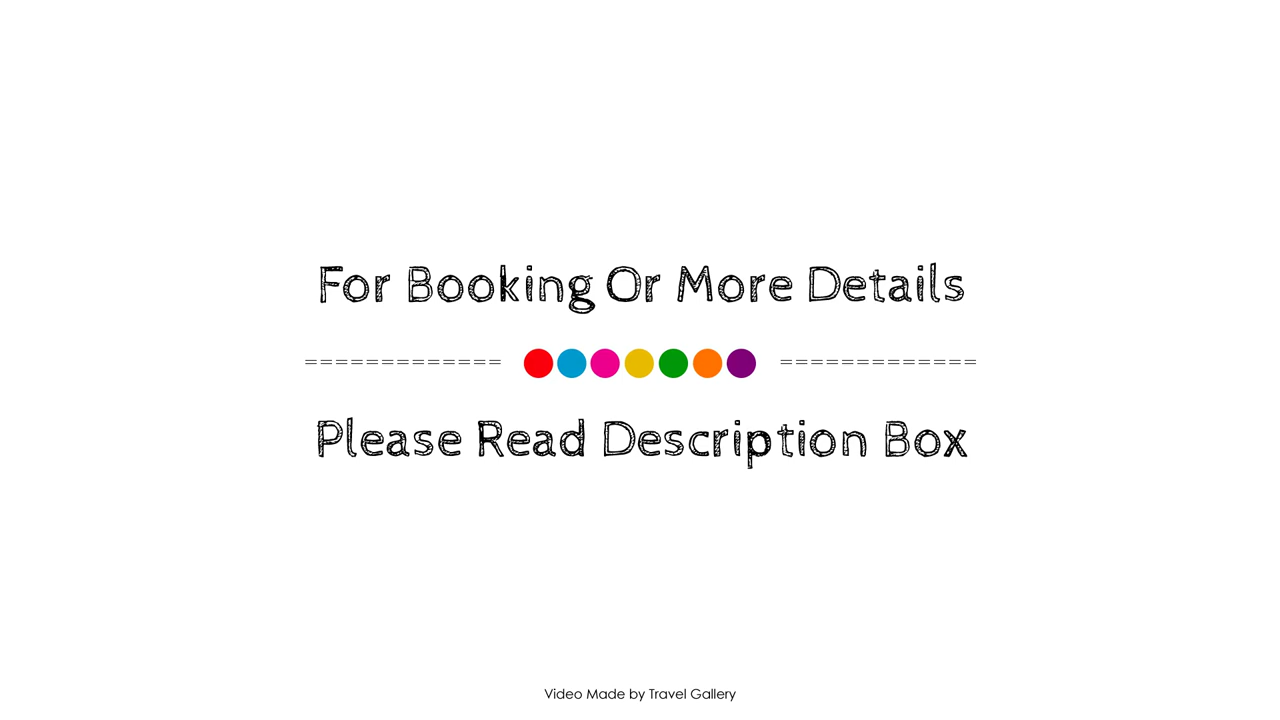 For Booking Or More Details
============= =============
Please Read Description Box
Video Made by Travel Gallery